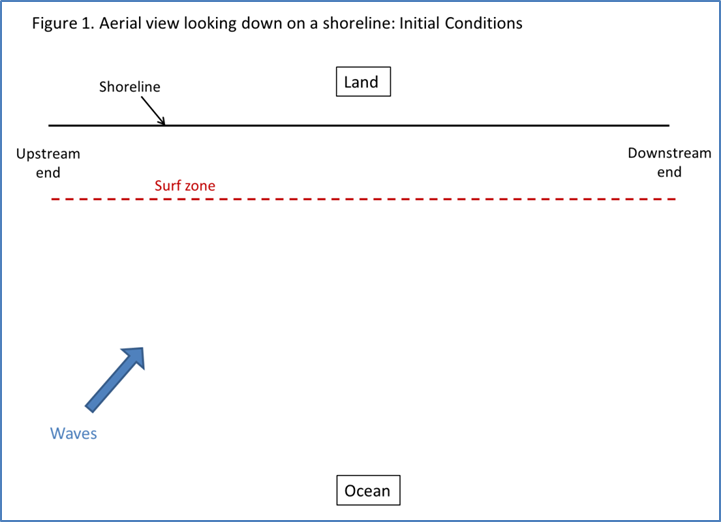 Figure 1. Aerial view looking down on a shoreline: Initial Conditions
Land
Shoreline
Upstream
end
Downstream
end
Surf zone
Waves
Ocean